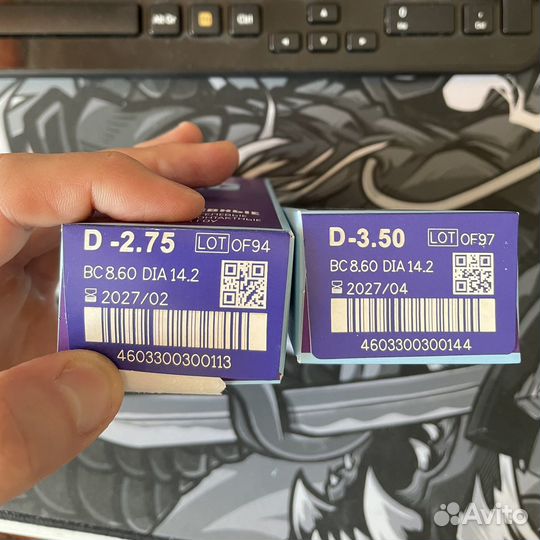 Alt Gr
Ctrl
D -2.75 LOT OF94
BC 8.60 DIA 14.2
2027/02
4603300300113
D-3.50 LOT OF97
BC 8.60 DIA 14.2
2027/04
4603300300144
Avito